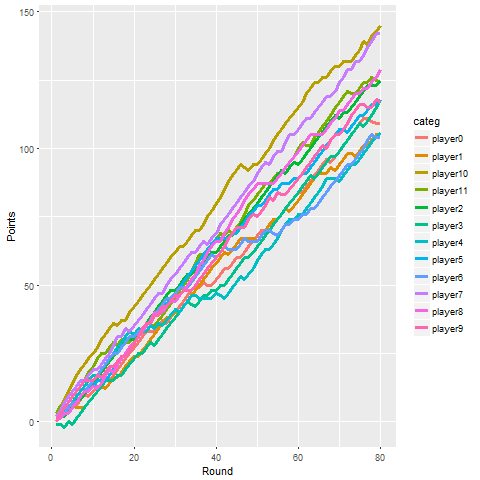 150
100
50
0
Points
0
20
40
60
80
Round
categ
player0
player1
player10
player11
player2
player3
player4
player5
player6
player7
player8
player9